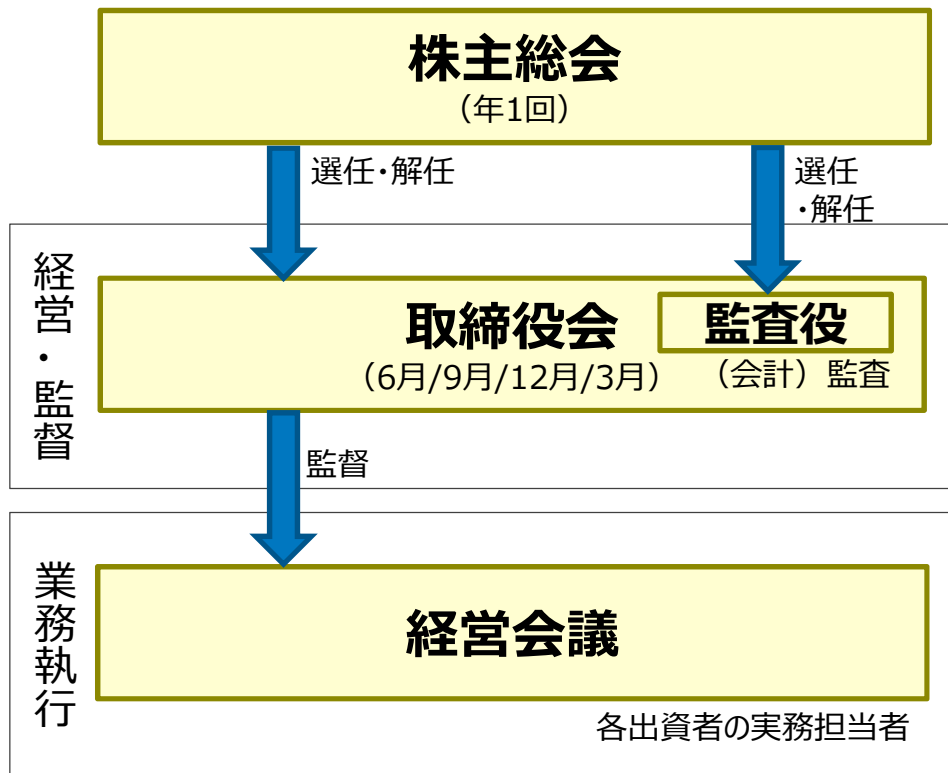 株主総会
（年1回）
選任・解任
選任
・解任
経営・監督
取締役会
（6月/9月/12月/3月）
監査役
（会計）監査
監督
業務執行
経営会議
各出資者の実務担当者